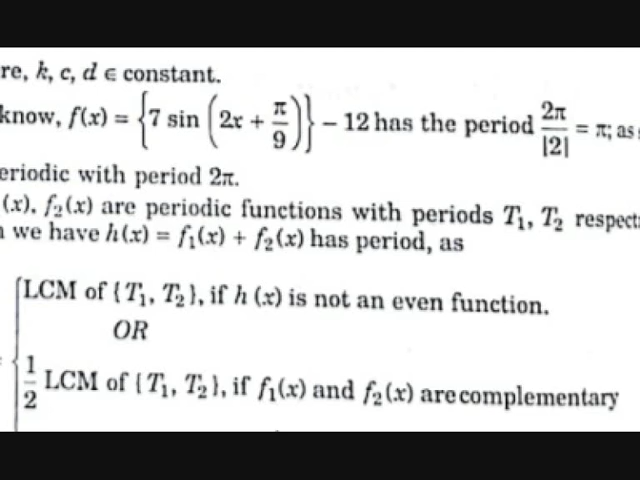 re, k, c, d ∈ constant.
know, f(x) = {7 sin (2x + π/9)} − 12 has the period 2π/|2| = π; as
eriodic with period 2π.
(x), f₂(x) are periodic functions with periods T₁, T₂ respect
we have h(x) = f₁(x) + f₂(x) has period, as
LCM of {T₁, T₂}, if h (x) is not an even function.
OR
1/2 LCM of {T₁, T₂}, if f₁(x) and f₂(x) are complementary